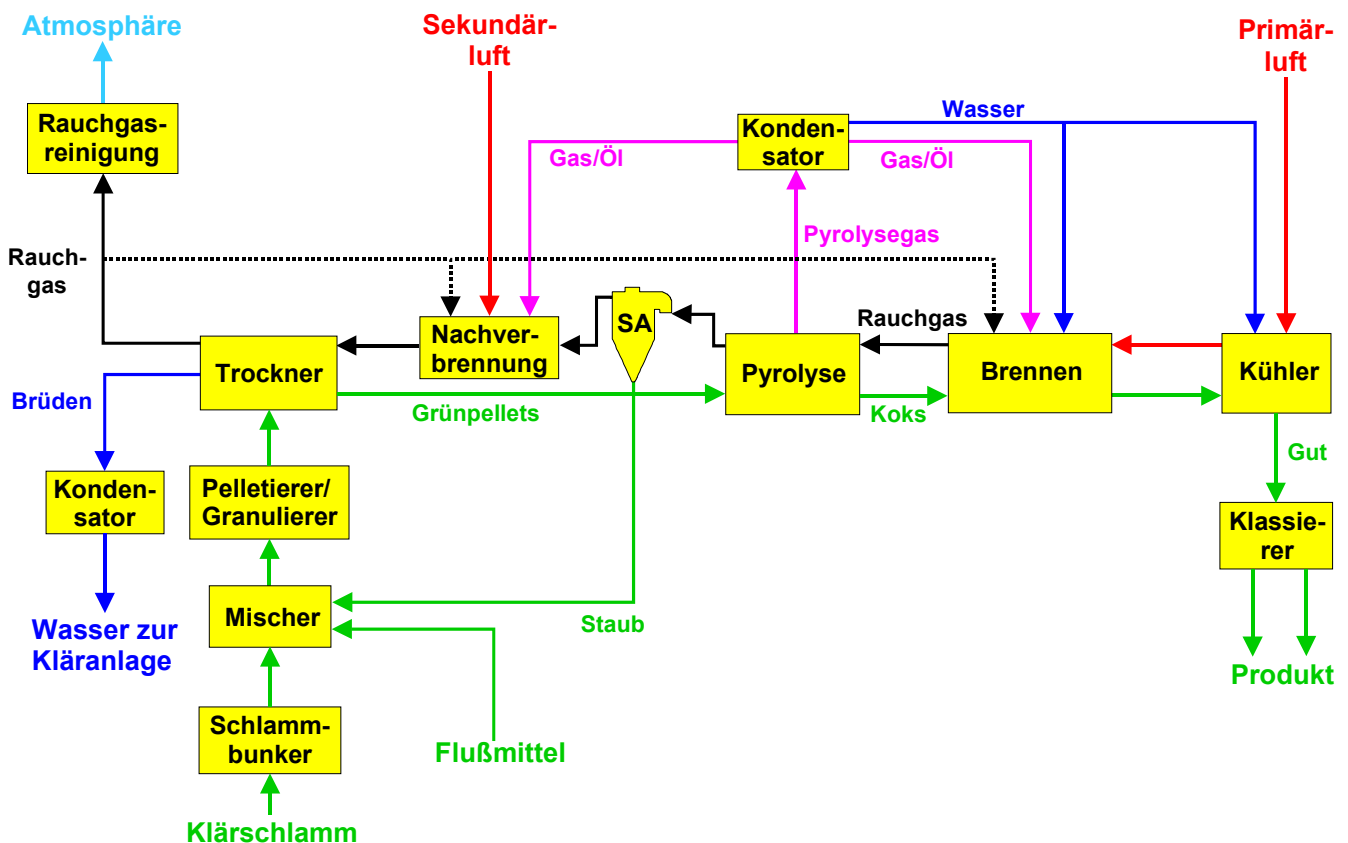 Atmosphäre
Sekundär-
luft
Primär-
luft
Rauchgas-
reinigung
Konden-
sator
Wasser
Gas/Öl
Gas/Öl
Pyrolysegas
Rauch-
gas
SA
Nachver-
brennung
Rauchgas
Trockner
Pyrolyse
Brennen
Kühler
Brüden
Grünpellets
Koks
Gut
Konden-
sator
Pelletierer/
Granulierer
Klassie-
rer
Mischer
Staub
Wasser zur
Kläranlage
Produkt
Schlamm-
bunker
Flußmittel
Klärschlamm